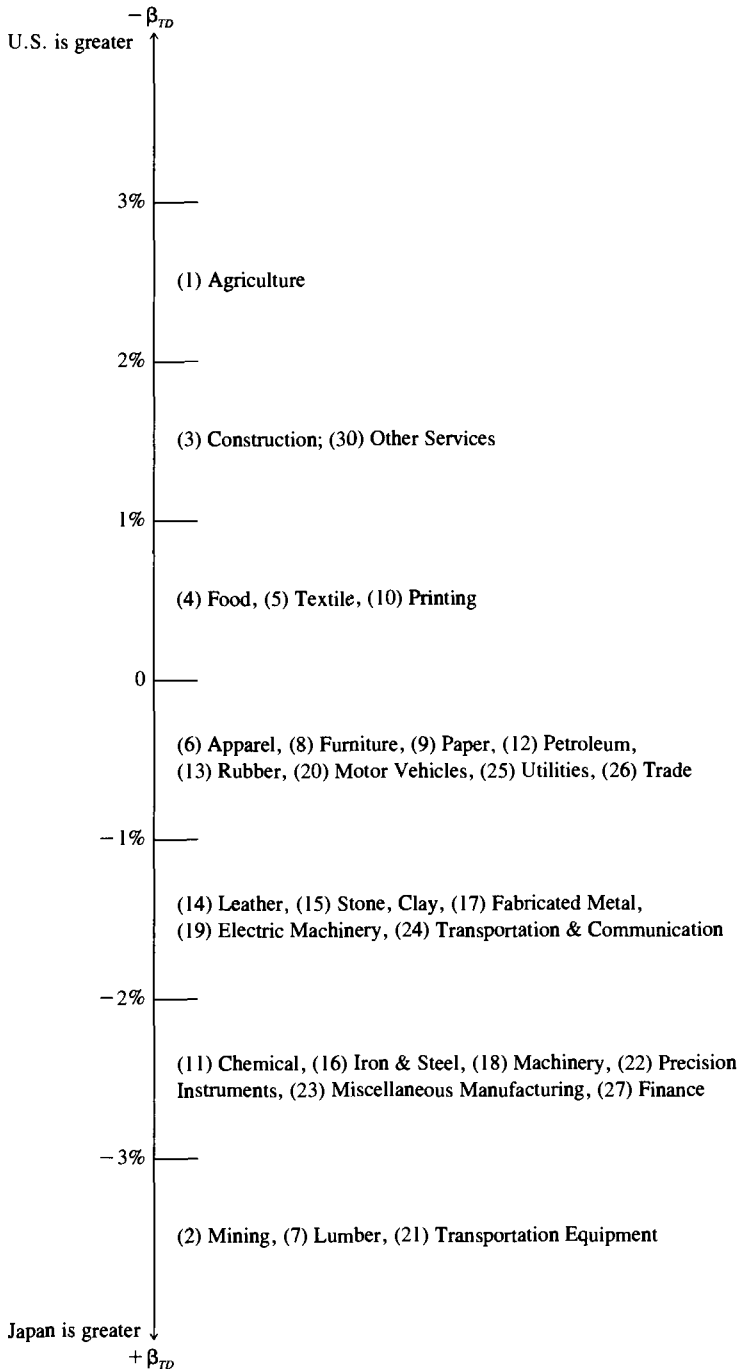 − β_TD
U.S. is greater
3%
(1) Agriculture
2%
(3) Construction; (30) Other Services
1%
(4) Food, (5) Textile, (10) Printing
0
(6) Apparel, (8) Furniture, (9) Paper, (12) Petroleum,
(13) Rubber, (20) Motor Vehicles, (25) Utilities, (26) Trade
− 1%
(14) Leather, (15) Stone, Clay, (17) Fabricated Metal,
(19) Electric Machinery, (24) Transportation & Communication
−2%
(11) Chemical, (16) Iron & Steel, (18) Machinery, (22) Precision
Instruments, (23) Miscellaneous Manufacturing, (27) Finance
−3%
(2) Mining, (7) Lumber, (21) Transportation Equipment
Japan is greater
+ β_TD